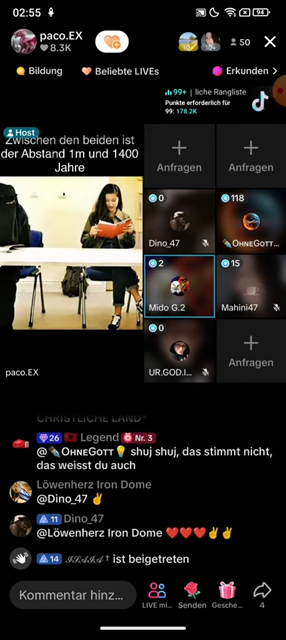 02:55
94
paco.EX
8.3K
50
Bildung
Beliebte LIVEs
Erkunden >
99+ | liche Rangliste
Punkte erforderlich für
99: 178.2K
Host
Zwischen den beiden ist
der Abstand 1m und 1400
Jahre
paco.EX
Anfragen
Anfragen
0
Dino_47
118
OʜɴᴇGᴏᴛᴛ...
2
Mido G.2
15
Mahini47
0
UR.GOD.I...
Anfragen
CHRISTLICHE LAND"
26 Legend Nr. 3
@✒️OʜɴᴇGᴏᴛᴛ💡 shuj shuj, das stimmt nicht,
das weisst du auch
Löwenherz Iron Dome
@Dino_47 ✌️
11 Dino_47
@Löwenherz Iron Dome ❤️❤️❤️✌️✌️
14 𝓘𝓢𝓐𝓘𝓐 † ist beigetreten
Kommentar hinz...
LIVE mi...
Senden
Gesche...
4